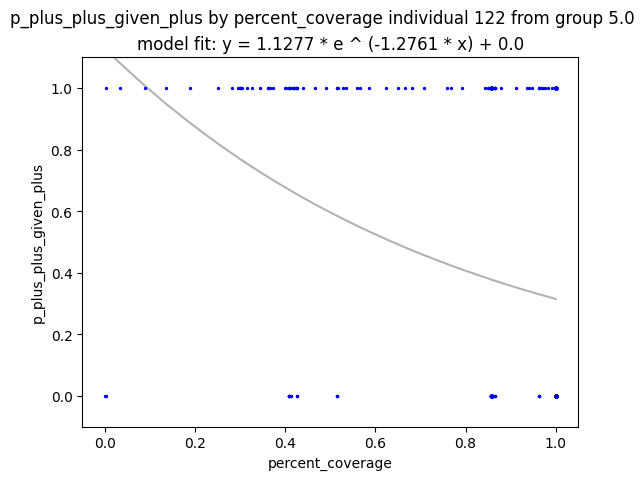 p_plus_plus_given_plus by percent_coverage individual 122 from group 5.0
model fit: y = 1.1277 * e ^ (-1.2761 * x) + 0.0
p_plus_plus_given_plus
1.0
0.8
0.6
0.4
0.2
0.0
0.0 0.2 0.4 0.6 0.8 1.0
percent_coverage